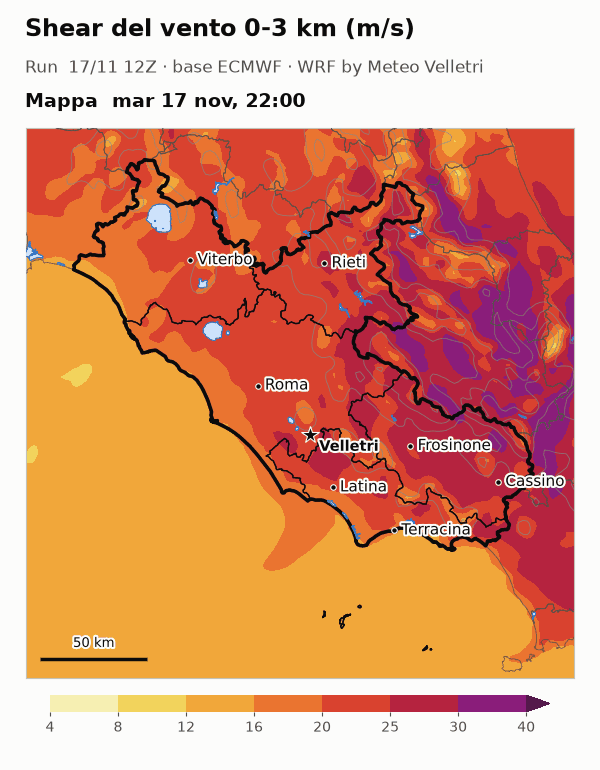 Shear del vento 0-3 km (m/s)
Run  17/11 12Z · base ECMWF · WRF by Meteo Velletri
Mappa  mar 17 nov, 22:00
Viterbo
Rieti
Roma
Velletri
Frosinone
Latina
Cassino
Terracina
50 km
4 8 12 16 20 25 30 40